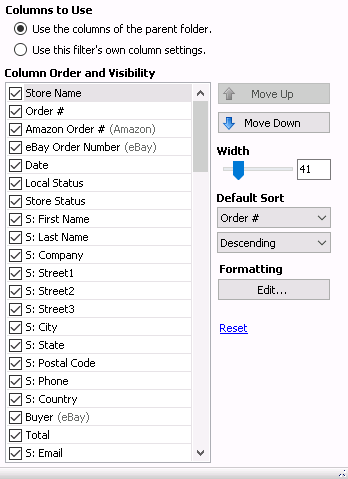 Columns to Use
Use the columns of the parent folder.
Use this filter's own column settings.
Column Order and Visibility
Store Name
Order #
Amazon Order # (Amazon)
eBay Order Number (eBay)
Date
Local Status
Store Status
S: First Name
S: Last Name
S: Company
S: Street1
S: Street2
S: Street3
S: City
S: State
S: Postal Code
S: Phone
S: Country
Buyer (eBay)
Total
S: Email
Move Up
Move Down
Width
41
Default Sort
Order #
Descending
Formatting
Edit...
Reset